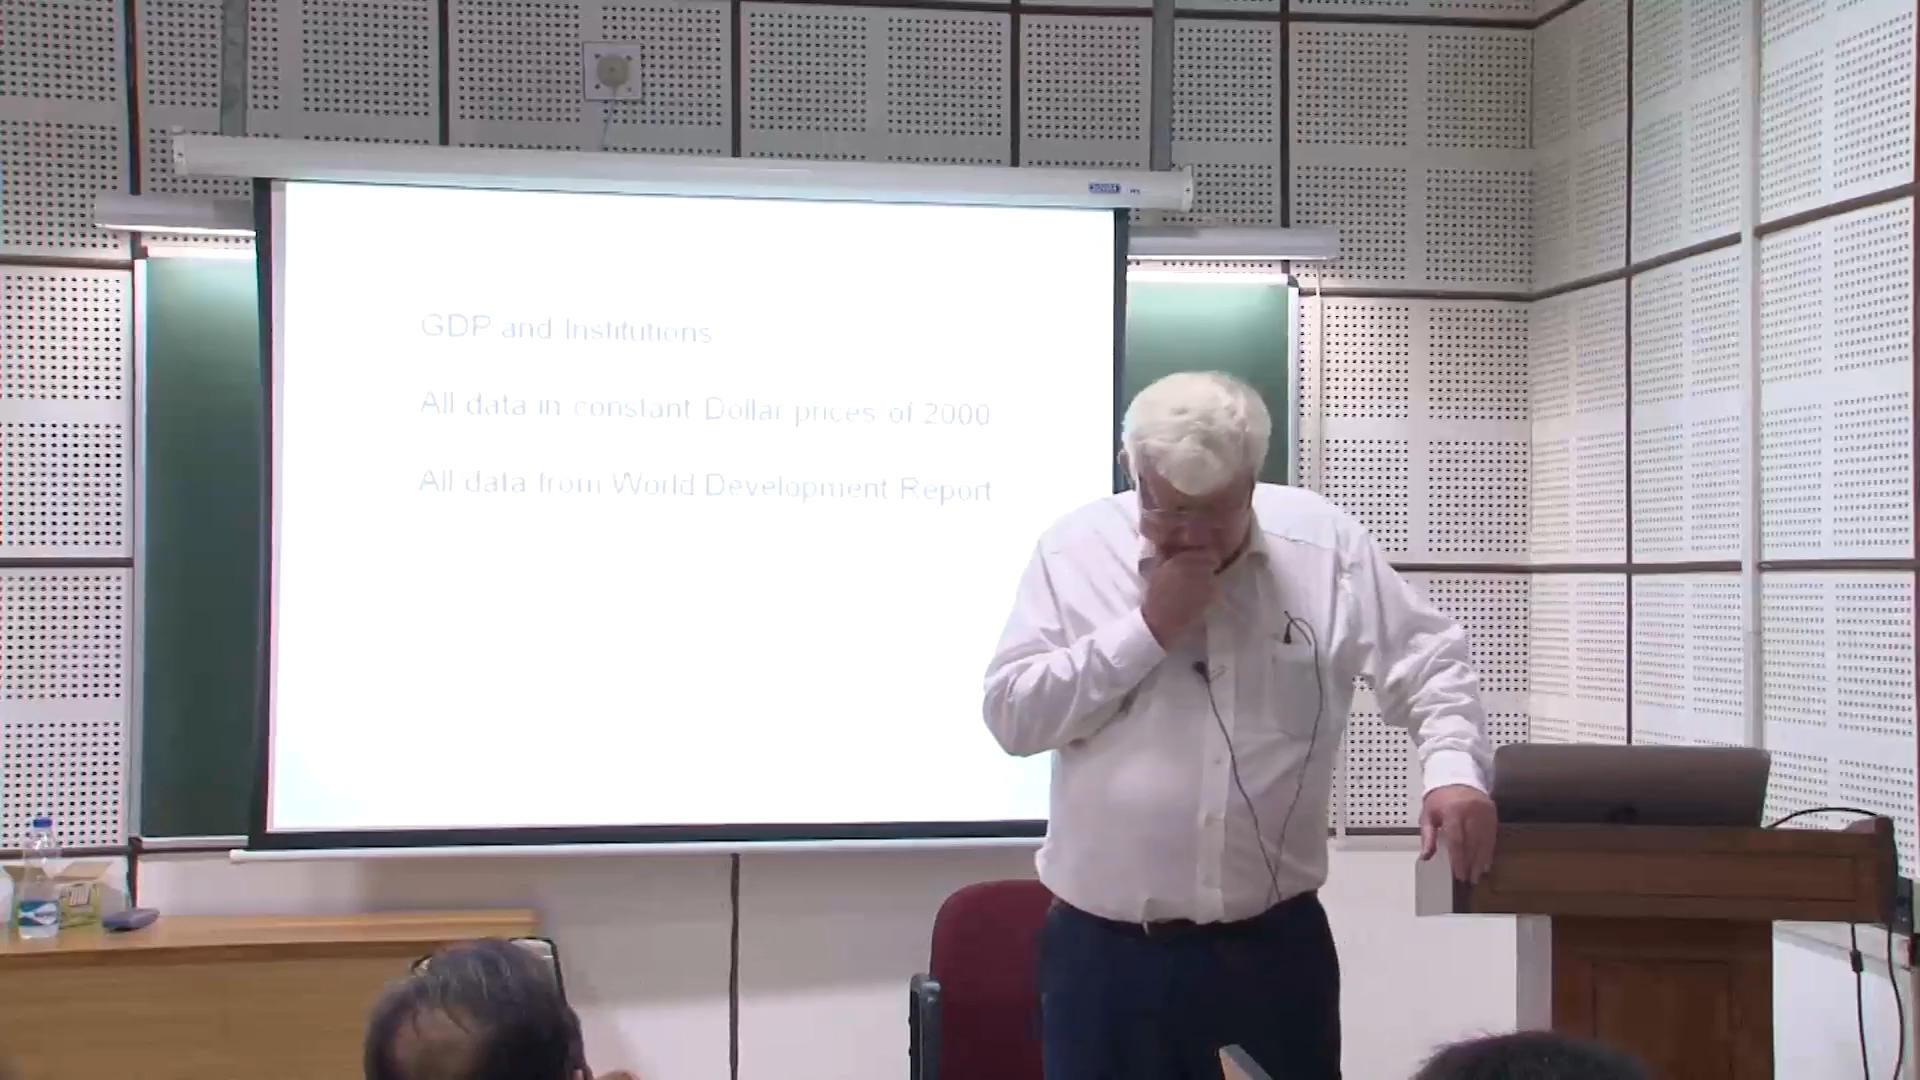 GDP and Institutions
All data in constant Dollar prices of 2000
All data from World Development Report